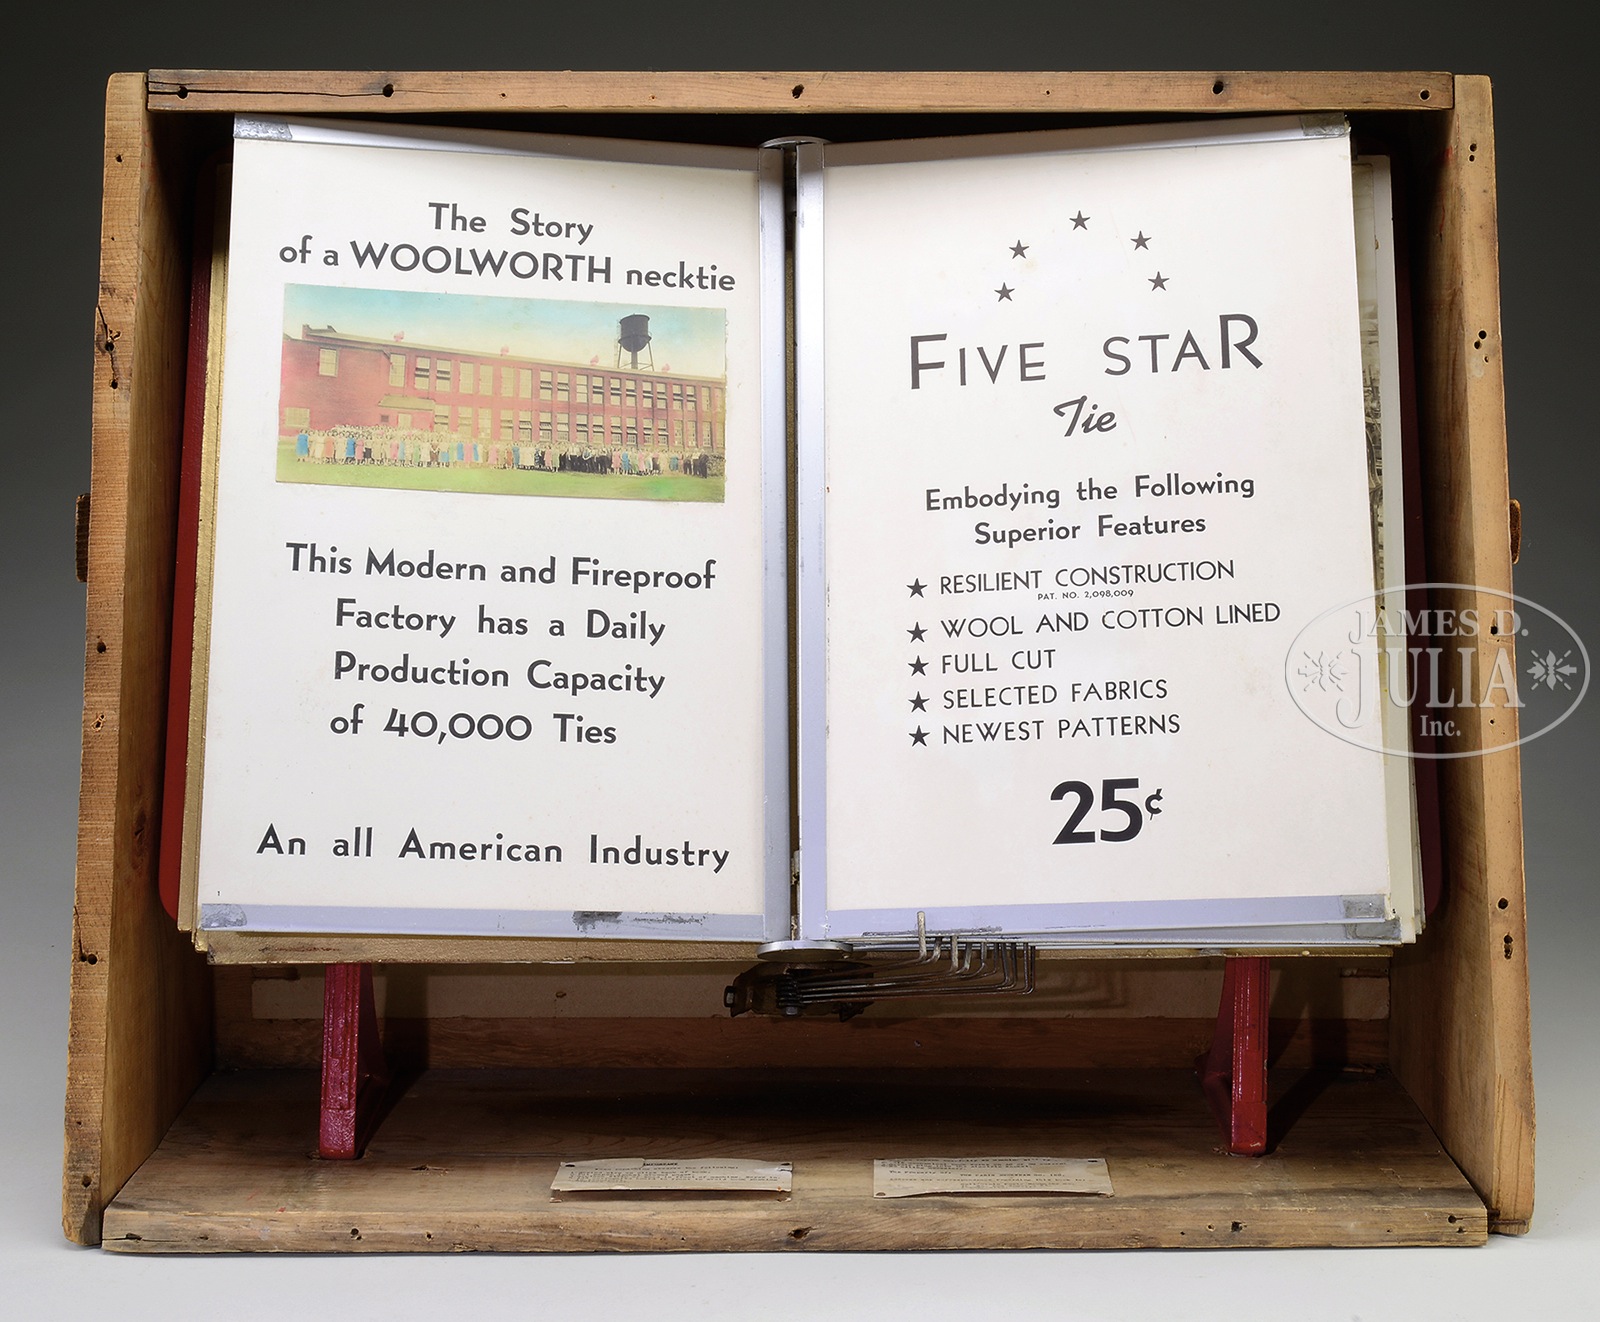 The Story
of a WOOLWORTH necktie
This Modern and Fireproof
Factory has a Daily
Production Capacity
of 40,000 Ties
An all American Industry
1
FIVE STAR
Tie
Embodying the Following
Superior Features
★ RESILIENT CONSTRUCTION
PAT. NO. 2,098,009
★ WOOL AND COTTON LINED
★ FULL CUT
★ SELECTED FABRICS
★ NEWEST PATTERNS
25¢
JAMES D.
JULIA
Inc.